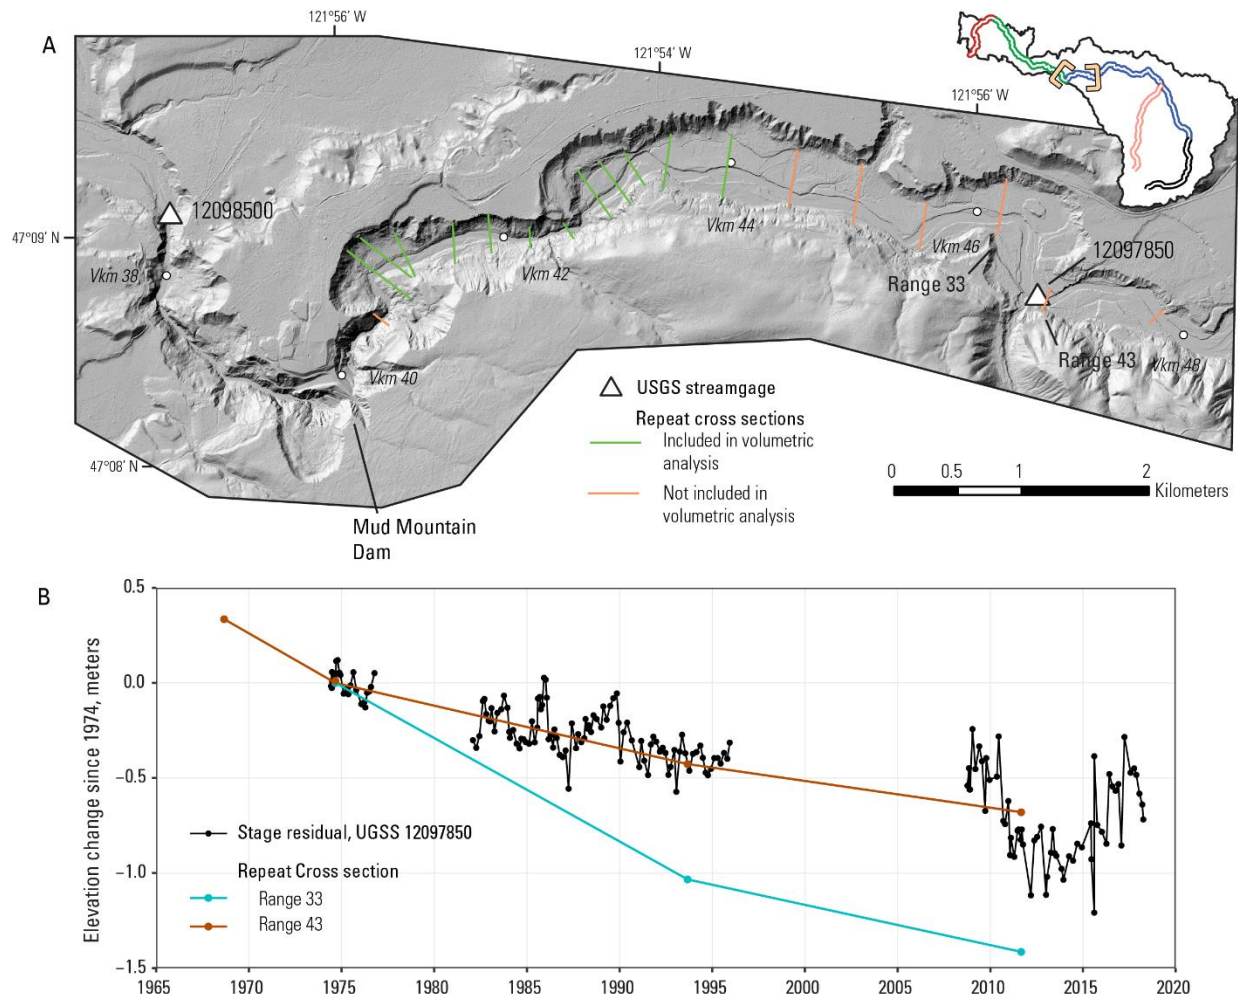 A
121°56' W
121°54' W
121°56' W
12098500
47°09' N
Vkm 38
Vkm 44
Vkm 46
12097850
Vkm 42
Range 33
Vkm 40
Range 43
Vkm 48
USGS streamgage
Repeat cross sections
Included in volumetric
analysis
Not included in
volumetric analysis
0 0.5 1 2
Kilometers
47°08' N
Mud Mountain
Dam
B
Elevation change since 1974, meters
0.5
0.0
−0.5
−1.0
−1.5
Stage residual, UGSS 12097850
Repeat Cross section
Range 33
Range 43
1965 1970 1975 1980 1985 1990 1995 2000 2005 2010 2015 2020